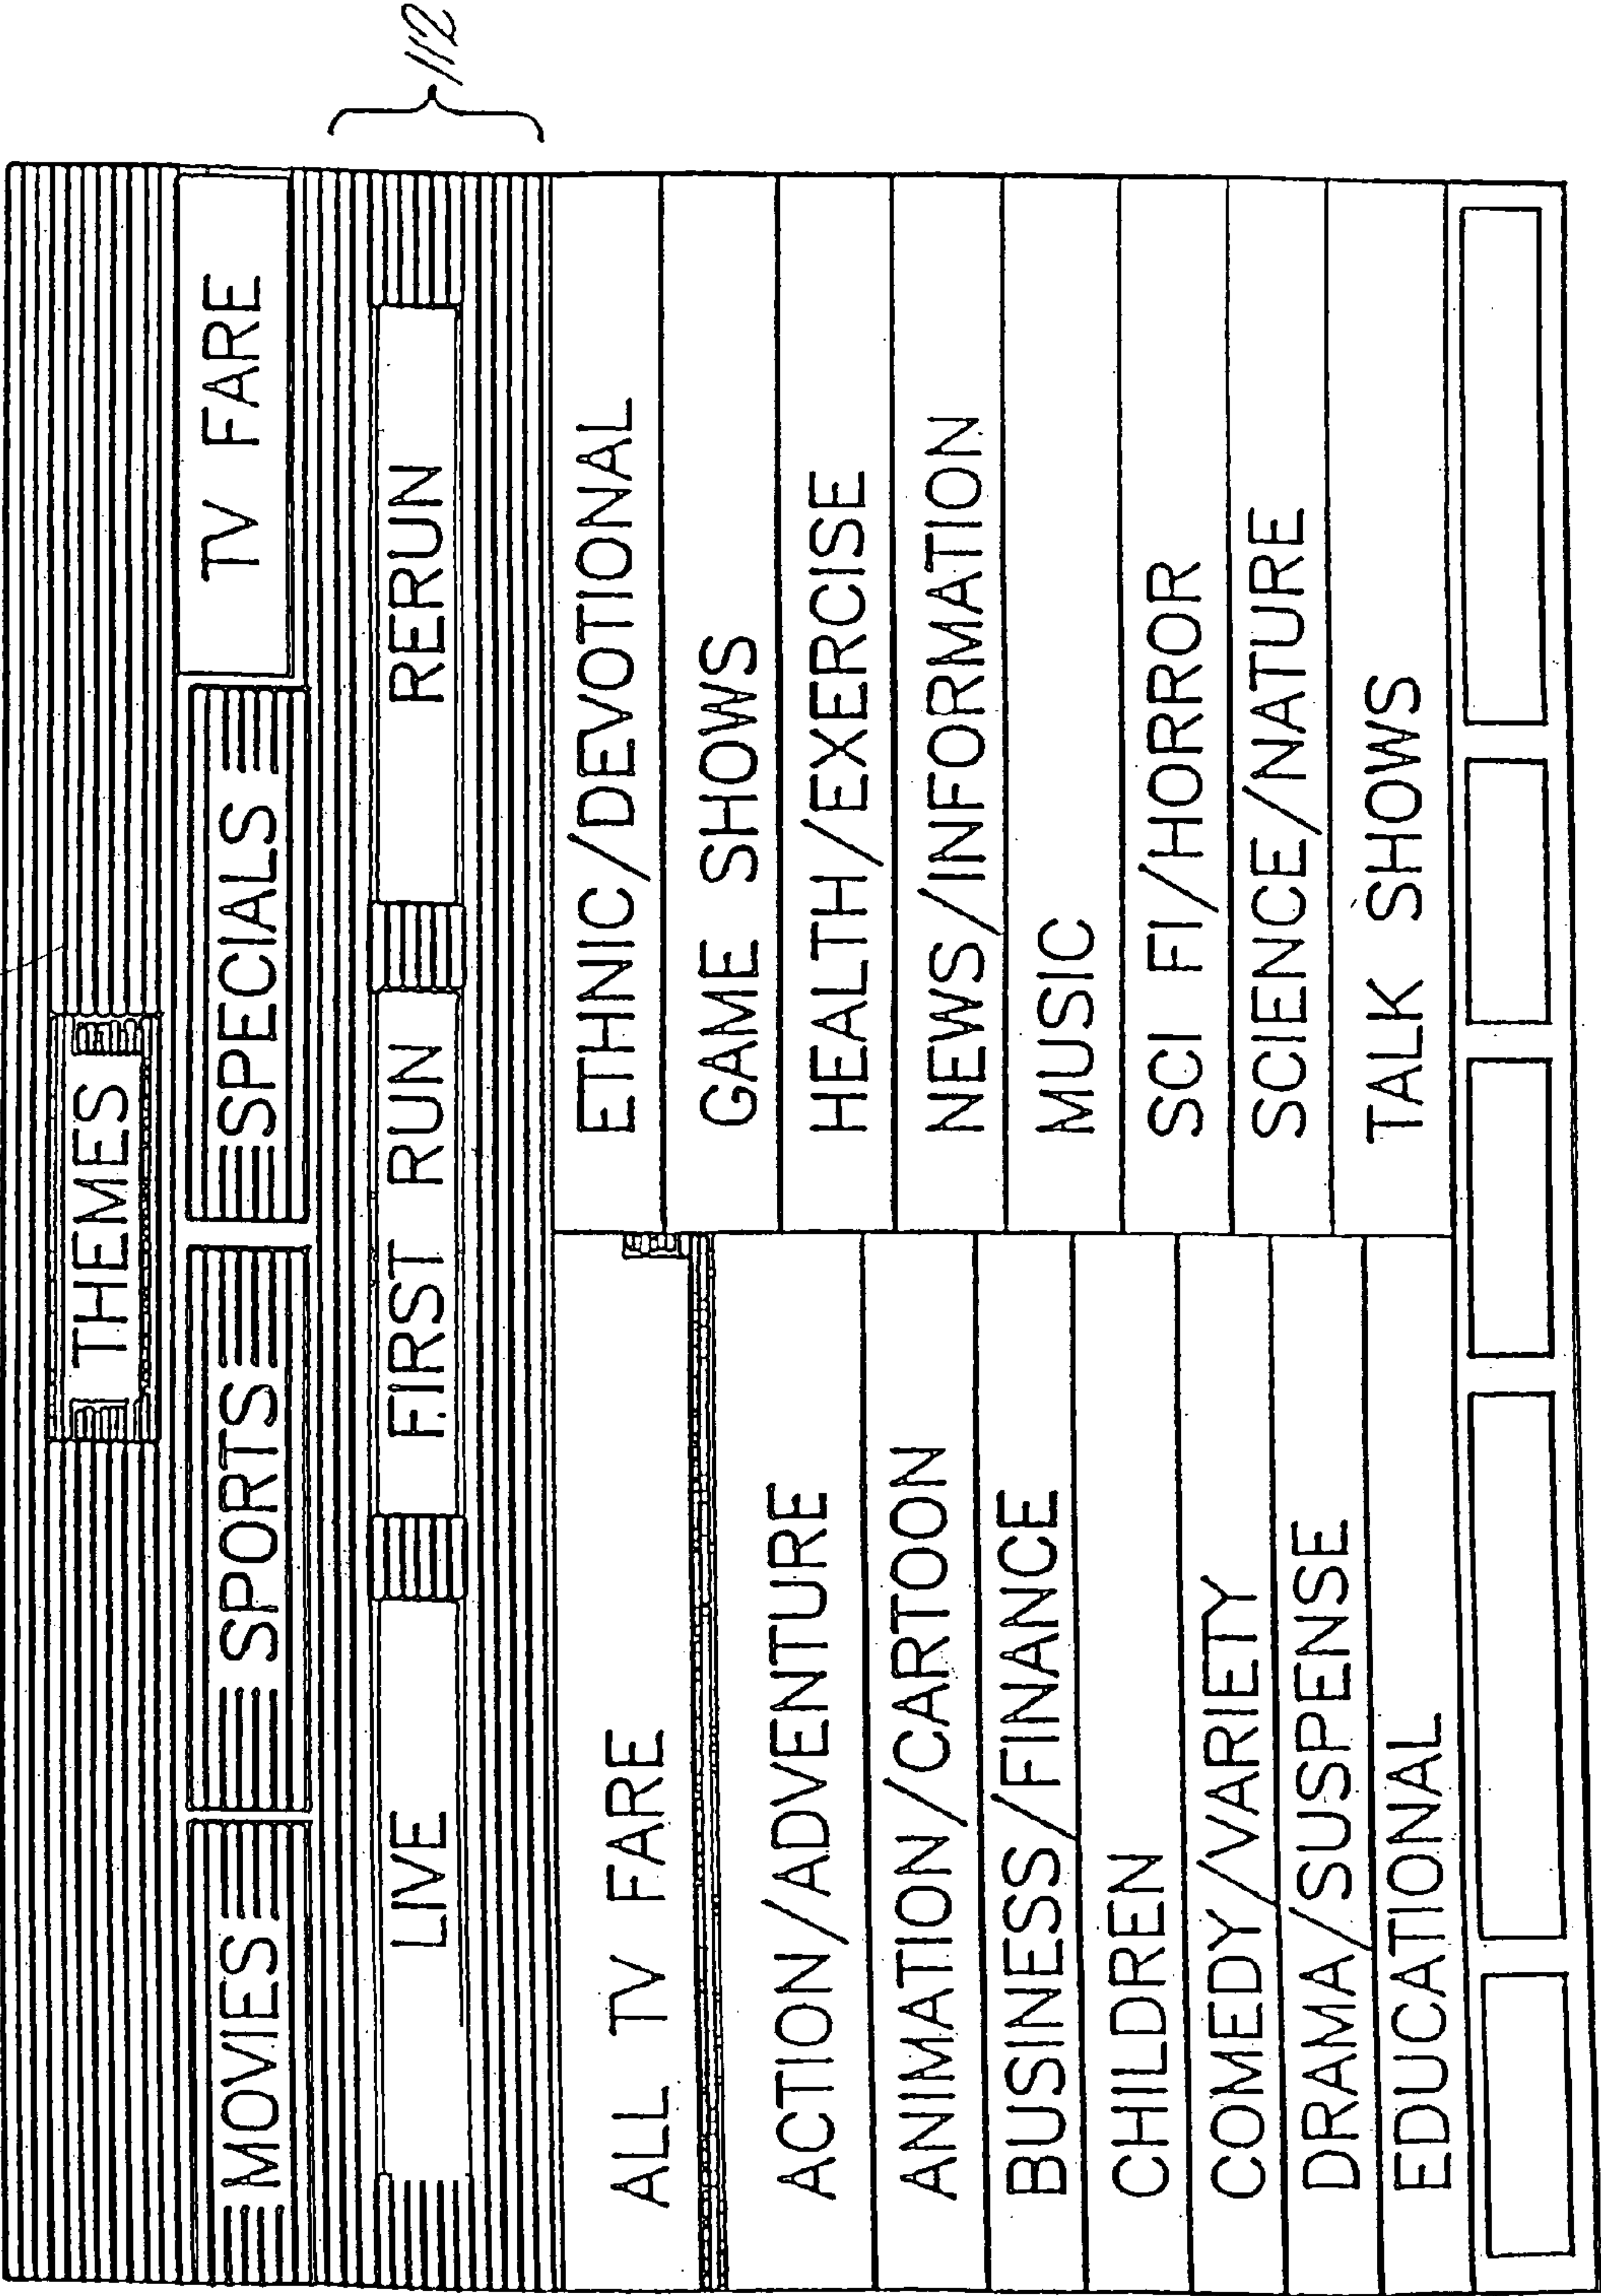 THEMES
MOVIES SPORTS SPECIALS TV FARE
LIVE FIRST RUN RERUN
112
ALL TV FARE
ACTION/ADVENTURE
ANIMATION/CARTOON
BUSINESS/FINANCE
CHILDREN
COMEDY/VARIETY
DRAMA/SUSPENSE
EDUCATIONAL
ETHNIC/DEVOTIONAL
GAME SHOWS
HEALTH/EXERCISE
NEWS/INFORMATION
MUSIC
SCI FI/HORROR
SCIENCE/NATURE
TALK SHOWS